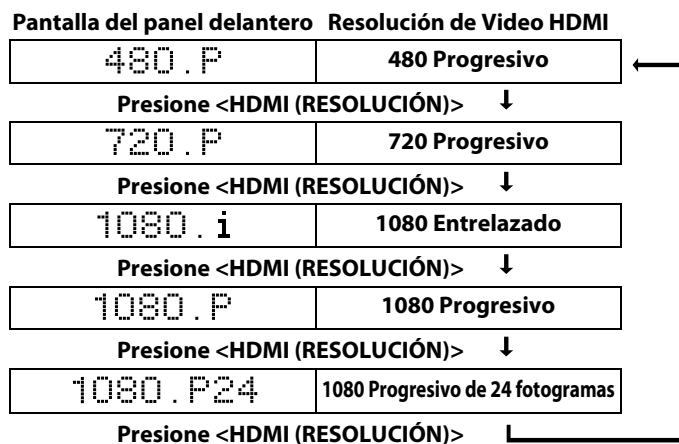 Pantalla del panel delantero Resolución de Video HDMI
480.P 480 Progresivo
Presione <HDMI (RESOLUCIÓN)>
720.P 720 Progresivo
Presione <HDMI (RESOLUCIÓN)>
1080.i 1080 Entrelazado
Presione <HDMI (RESOLUCIÓN)>
1080.P 1080 Progresivo
Presione <HDMI (RESOLUCIÓN)>
1080.P24 1080 Progresivo de 24 fotogramas
Presione <HDMI (RESOLUCIÓN)>